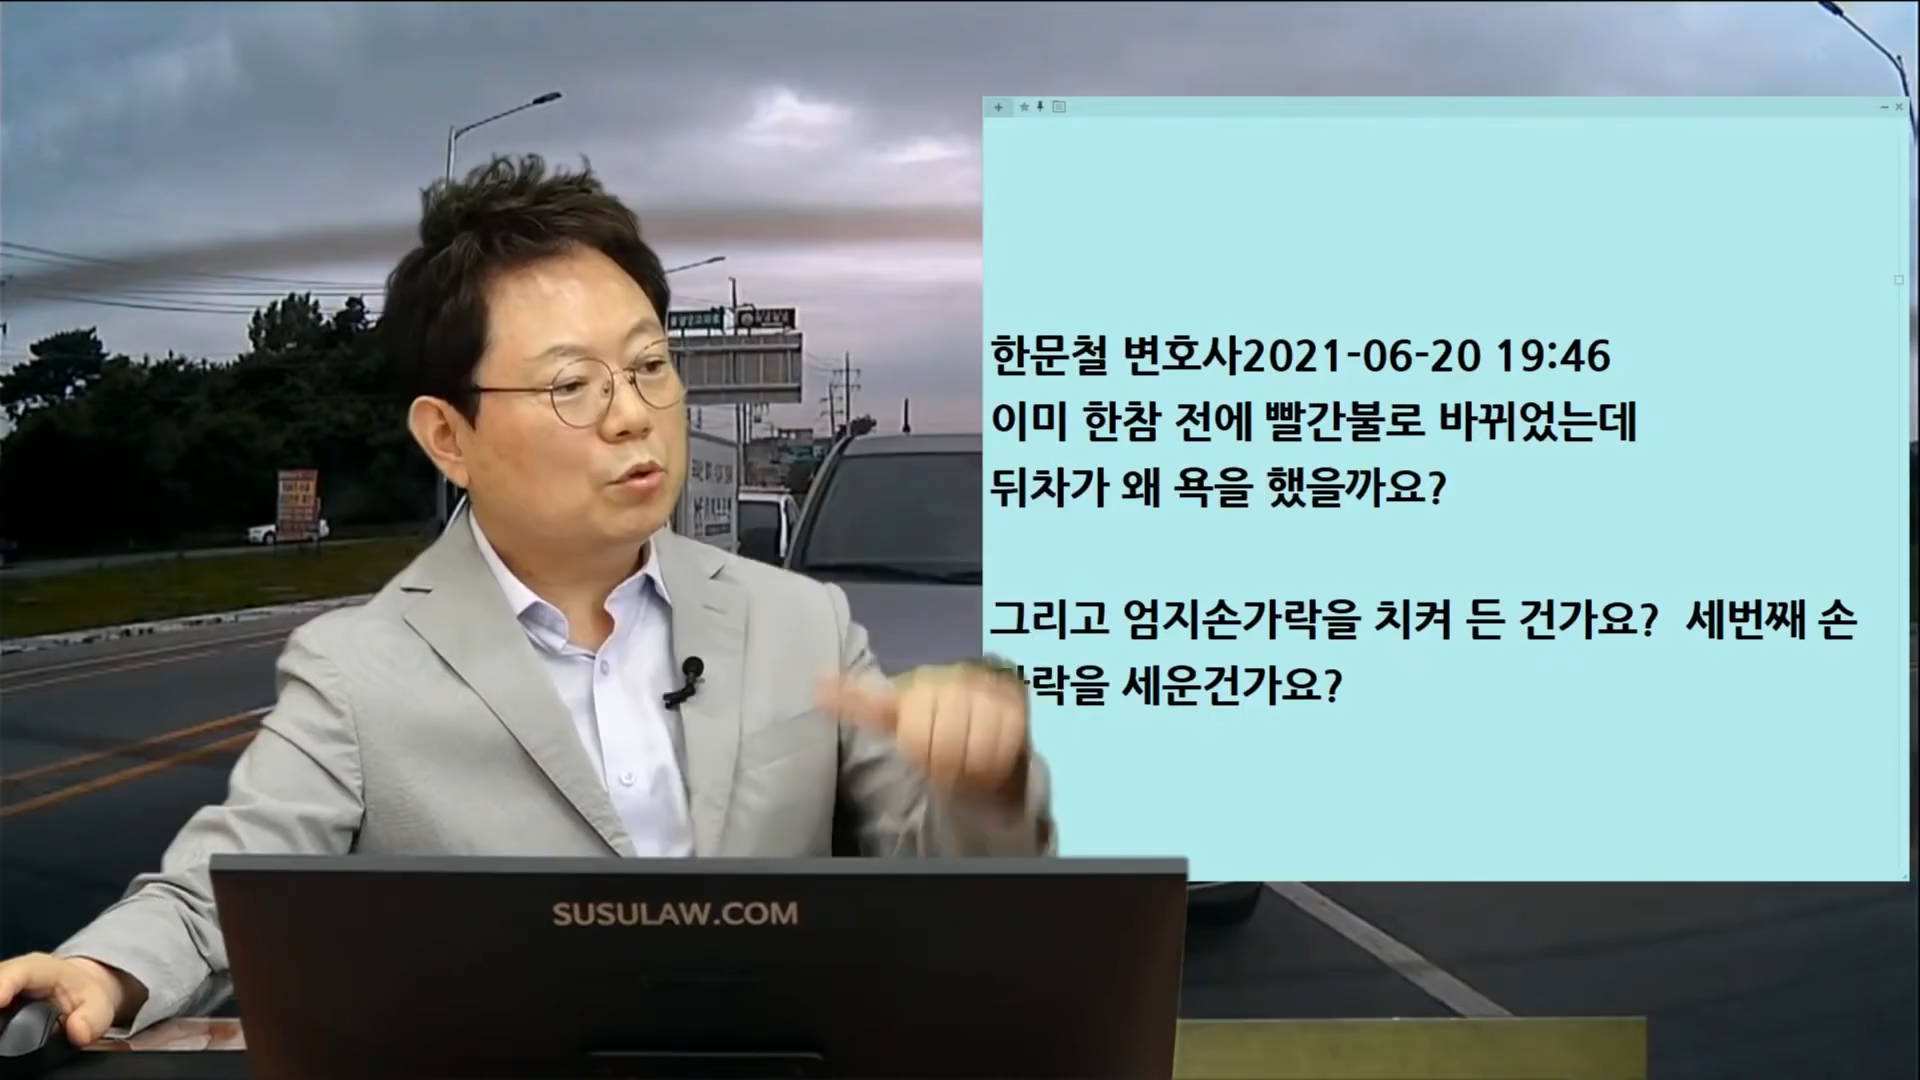 한문철 변호사2021-06-20 19:46
이미 한참 전에 빨간불로 바뀌었는데
뒤차가 왜 욕을 했을까요?
그리고 엄지손가락을 치켜 든 건가요? 세번째 손
락을 세운건가요?
SUSULAW.COM